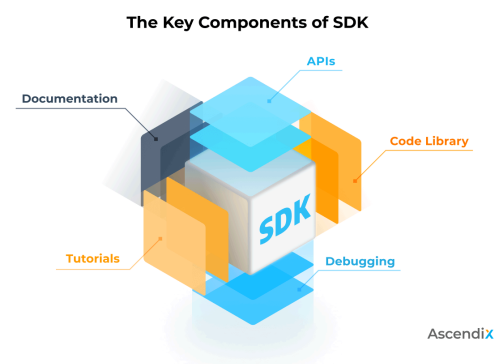 The Key Components of SDK
APIs
Documentation
Code Library
SDK
Tutorials
Debugging
AscendiX